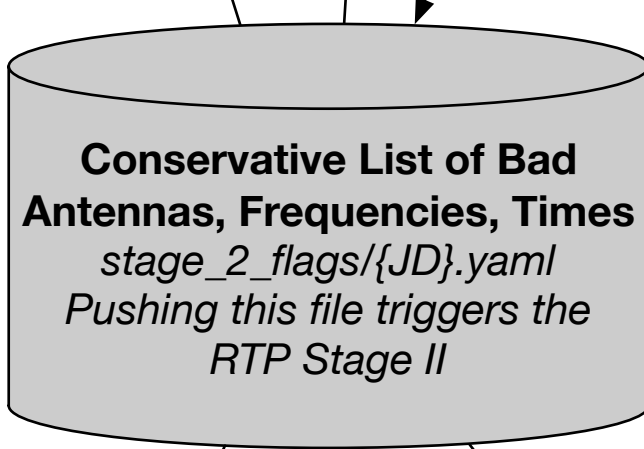 Conservative List of Bad
Antennas, Frequencies, Times
stage_2_flags/{JD}.yaml
Pushing this file triggers the
RTP Stage II